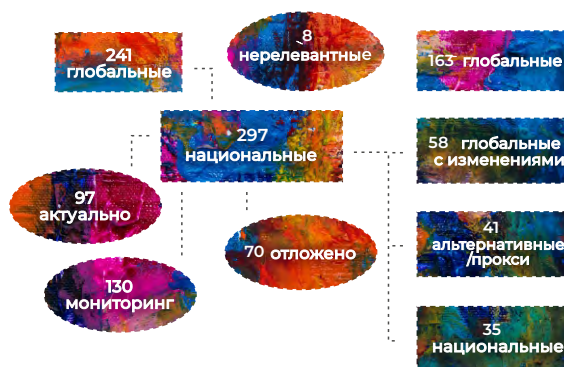 241
глобальные
8
нерелевантные
163 глобальные
297
национальные
58 глобальные
с изменениями
97
актуально
70 отложено
41
альтернативные
/прокси
130
мониторинг
35
национальные